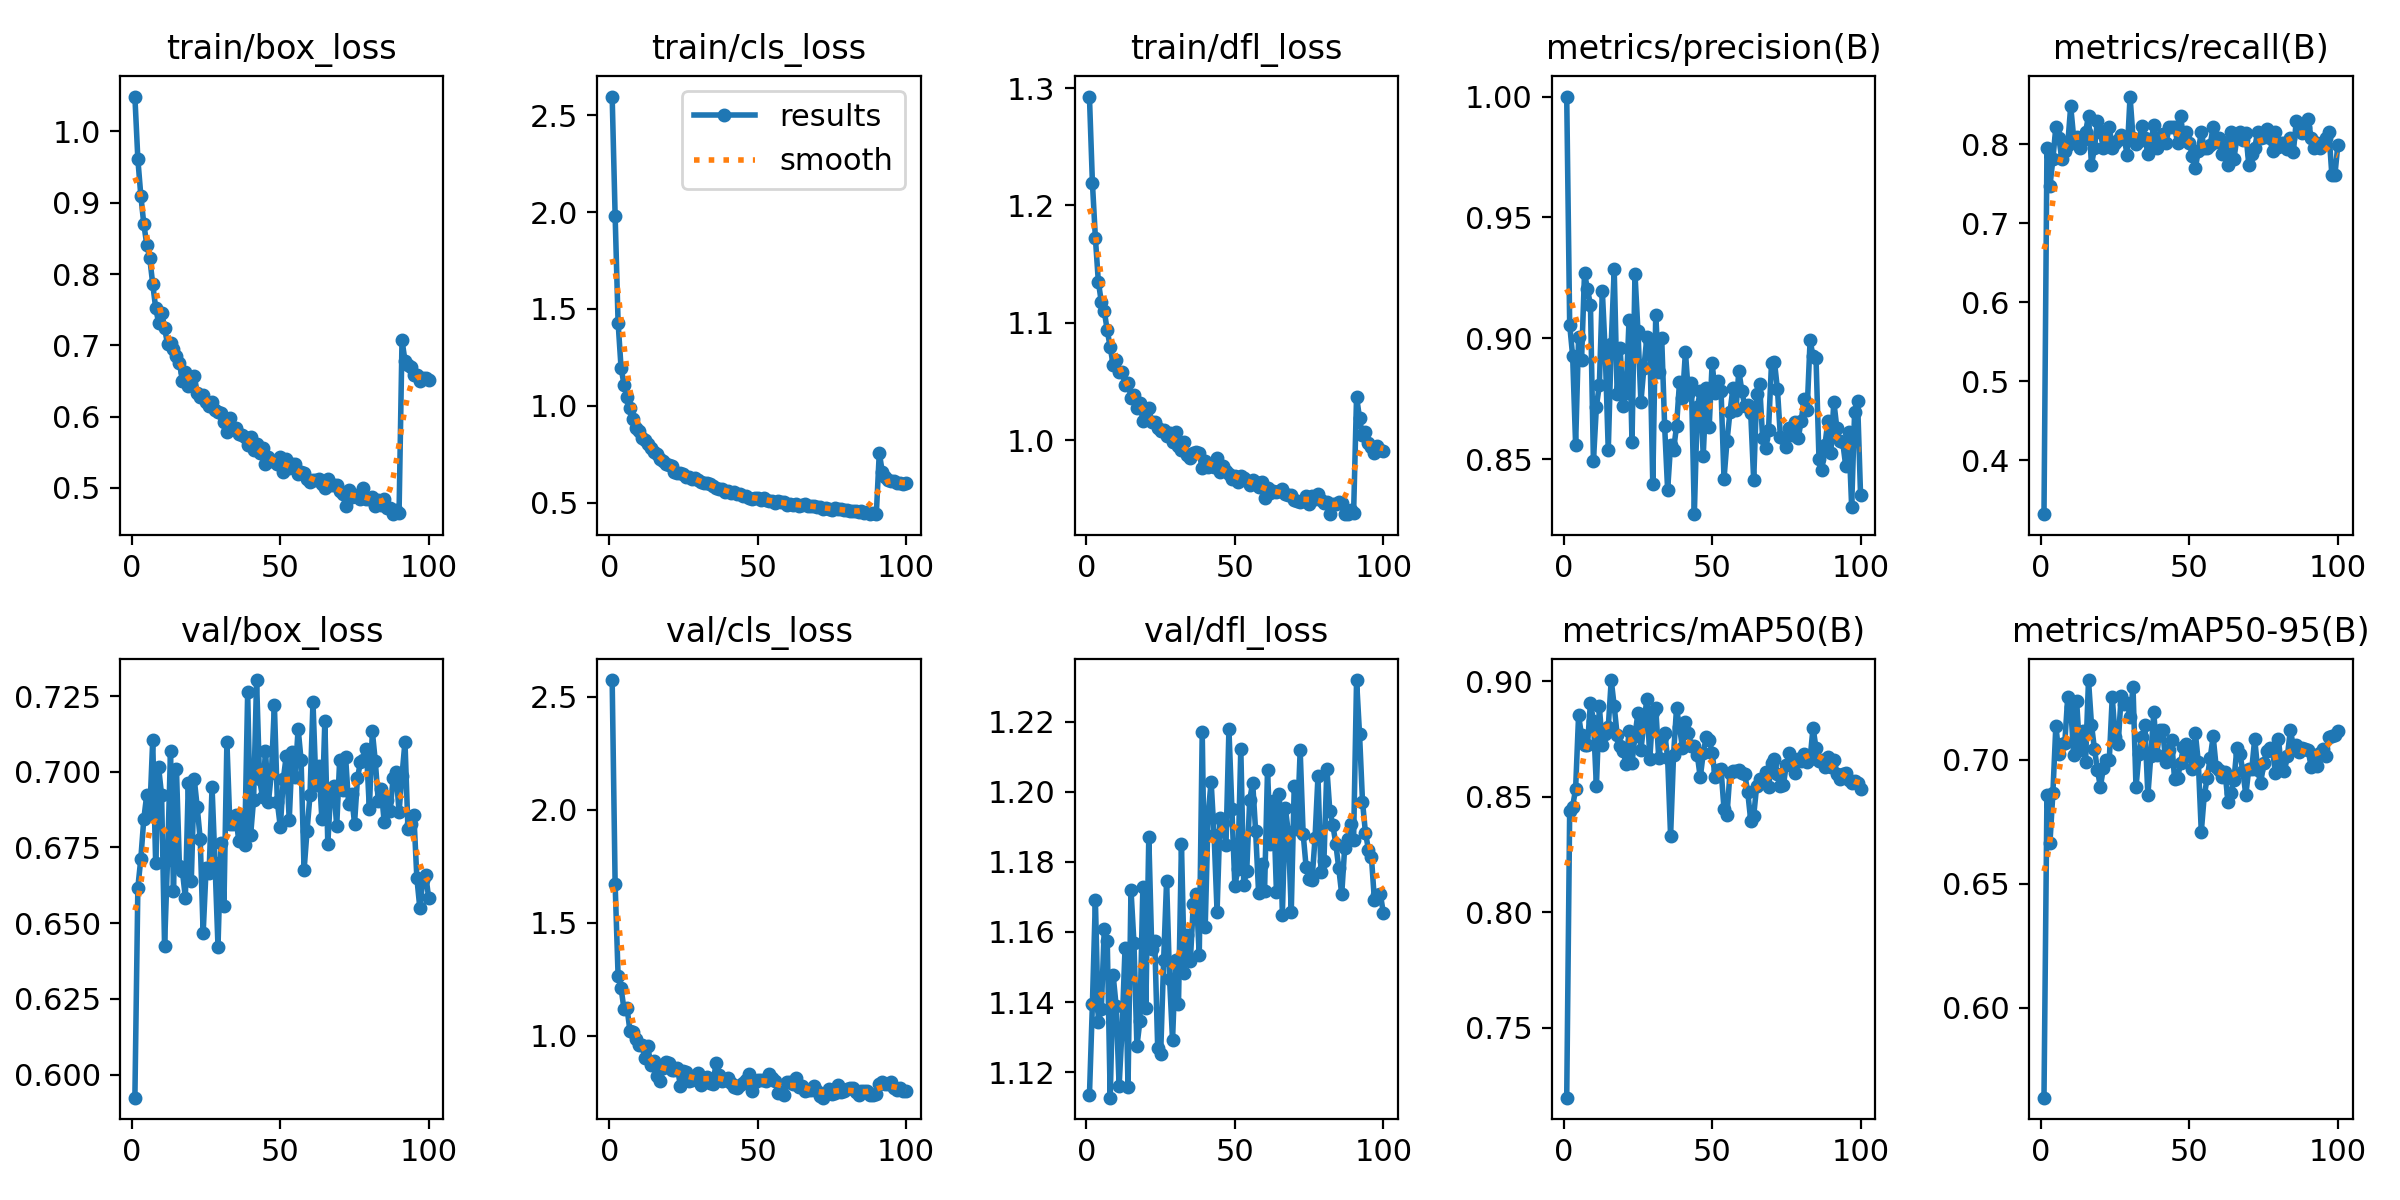 train/box_loss
train/cls_loss
train/dfl_loss
metrics/precision(B)
metrics/recall(B)
1.0
0.9
0.8
0.7
0.6
0.5
0 50 100
2.5
2.0
1.5
1.0
0.5
results
smooth
0 50 100
1.3
1.2
1.1
1.0
0 50 100
1.00
0.95
0.90
0.85
0 50 100
0.8
0.7
0.6
0.5
0.4
0 50 100
val/box_loss
val/cls_loss
val/dfl_loss
metrics/mAP50(B)
metrics/mAP50-95(B)
0.725
0.700
0.675
0.650
0.625
0.600
0 50 100
2.5
2.0
1.5
1.0
0 50 100
1.22
1.20
1.18
1.16
1.14
1.12
0 50 100
0.90
0.85
0.80
0.75
0 50 100
0.70
0.65
0.60
0 50 100